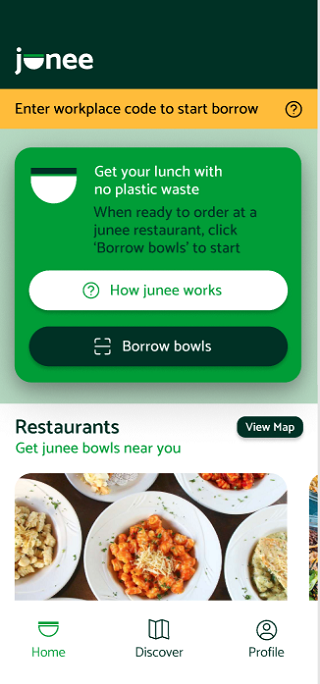 junee
Enter workplace code to start borrow
Get your lunch with
no plastic waste
When ready to order at a
junee restaurant, click
‘Borrow bowls’ to start
How junee works
Borrow bowls
Restaurants
View Map
Get junee bowls near you
Home
Discover
Profile